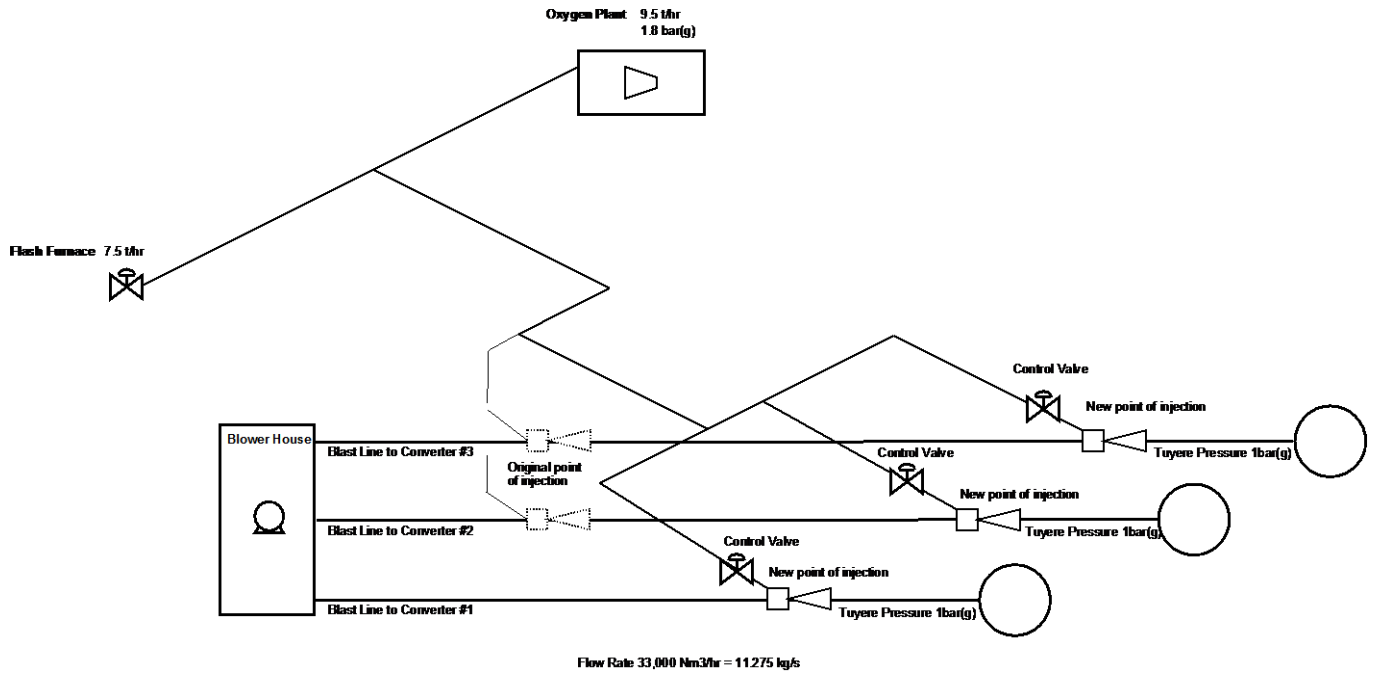 Oxygen Plant 9.5 t/hr
1.8 bar(g)
Flash Furnace 7.5 t/hr
Control Valve
New point of injection
Blower House
Blast Line to Converter #3
Tuyere Pressure 1bar(g)
Original point
of injection
Control Valve
New point of injection
Blast Line to Converter #2
Tuyere Pressure 1bar(g)
Control Valve
New point of injection
Blast Line to Converter #1
Tuyere Pressure 1bar(g)
Flow Rate 33,000 Nm3/hr = 11.275 kg/s